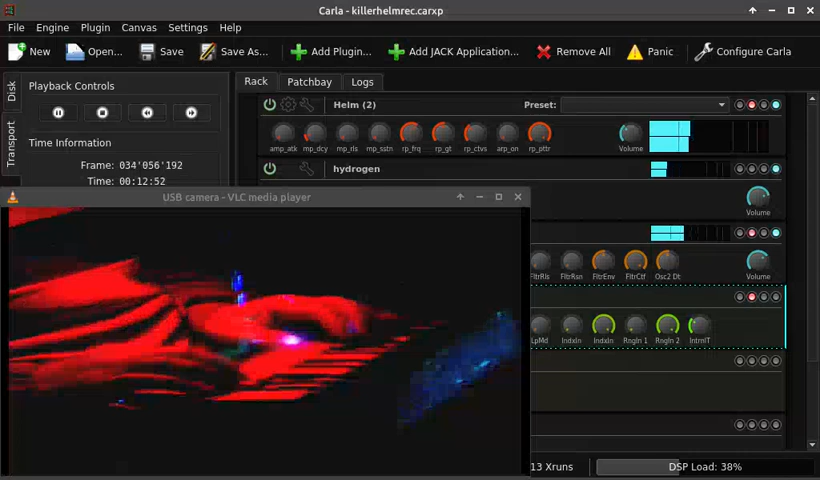 Carla - killerhelmrec.carxp
File Engine Plugin Canvas Settings Help
New Open... Save Save As... Add Plugin... Add JACK Application... Remove All Panic Configure Carla
Disk
Transport
Playback Controls
Time Information
Frame: 034'056'192
Time: 00:12:52
Rack Patchbay Logs
Helm (2) Preset:
amp_atk mp_dcy mp_rls mp_sstn rp_frq rp_gt rp_ctvs arp_on rp_pttr Volume
hydrogen
Volume
USB camera - VLC media player
FltrRls FltrRsn FltrEnv FltrCtf Osc2 Dt Volume
LpMd IndxIn IndxIn RngIn 1 RngIn 2 IntrnlT
13 Xruns DSP Load: 38%